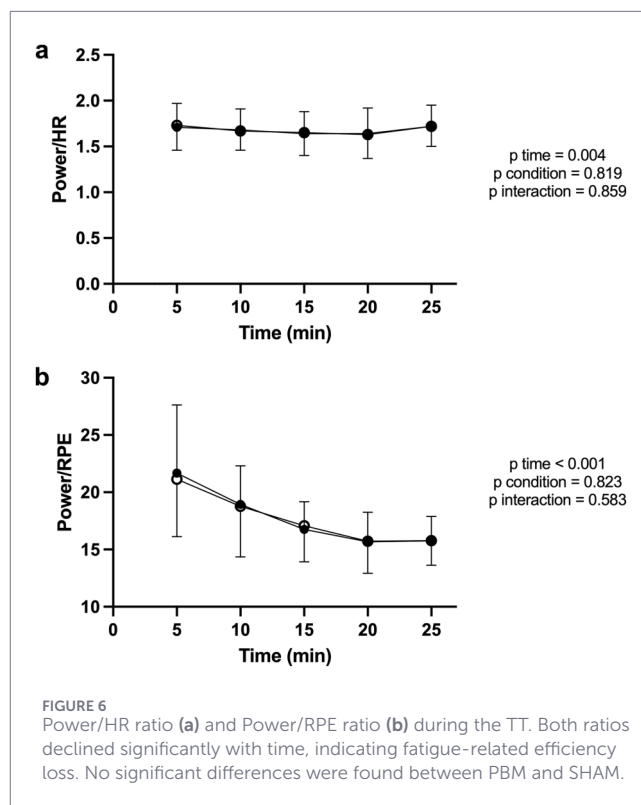 a
2.5
2.0
1.5
1.0
0.5
0.0
Power/HR
0 5 10 15 20 25
Time (min)
p time = 0.004
p condition = 0.819
p interaction = 0.859
b
30
25
20
15
10
Power/RPE
0 5 10 15 20 25
Time (min)
p time < 0.001
p condition = 0.823
p interaction = 0.583
FIGURE 6
Power/HR ratio (a) and Power/RPE ratio (b) during the TT. Both ratios
declined significantly with time, indicating fatigue-related efficiency
loss. No significant differences were found between PBM and SHAM.